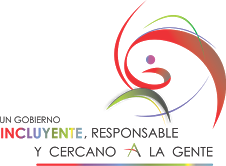 UN GOBIERNO
INCLUYENTE, RESPONSABLE
Y CERCANO A LA GENTE